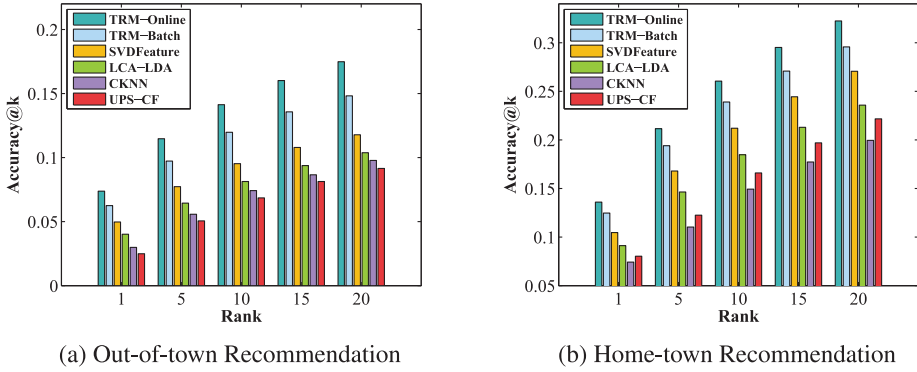 0.2
0.15
0.1
0.05
0
Accuracy@k
TRM−Online
TRM−Batch
SVDFeature
LCA−LDA
CKNN
UPS−CF
1 5 10 15 20
Rank
(a) Out-of-town Recommendation
0.3
0.25
0.2
0.15
0.1
0.05
Accuracy@k
TRM−Online
TRM−Batch
SVDFeature
LCA−LDA
CKNN
UPS−CF
1 5 10 15 20
Rank
(b) Home-town Recommendation